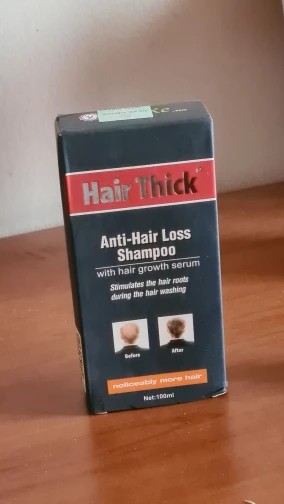 Hair Thick
Anti-Hair Loss
Shampoo
with hair growth serum
Stimulates the hair roots
during the hair washing
Before
After
noticeably more hair
Net:100ml